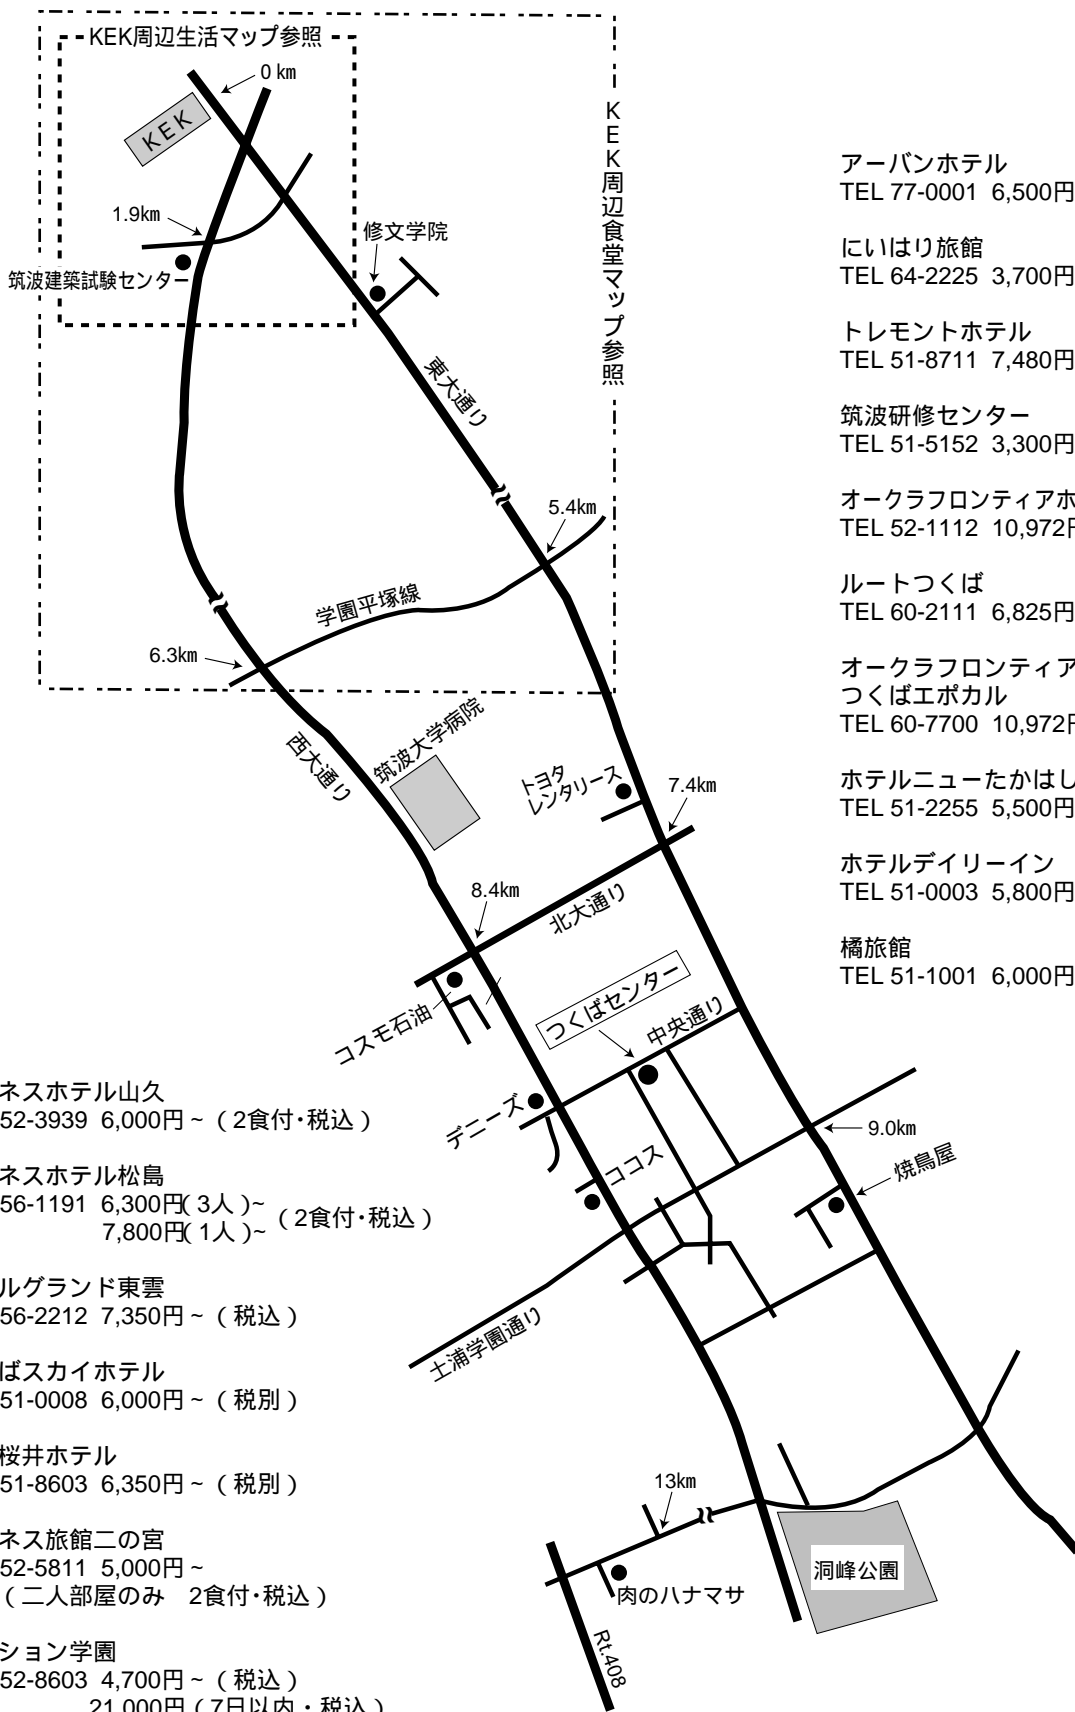 KEK周辺生活マップ参照
0 km
KEK
KEK周辺食堂マップ参照
1.9km
修文学院
筑波建築試験センター
東大通り
5.4km
学園平塚線
6.3km
西大通り
筑波大学病院
トヨタ
レンタリース
7.4km
8.4km
北大通り
コスモ石油
つくばセンター
中央通り
デニーズ
ココス
9.0km
焼鳥屋
土浦学園通り
13km
洞峰公園
肉のハナマサ
Rt.408
アーバンホテル
TEL 77-0001 6,500円
にいはり旅館
TEL 64-2225 3,700円
トレモントホテル
TEL 51-8711 7,480円
筑波研修センター
TEL 51-5152 3,300円
オークラフロンティアホ
TEL 52-1112 10,972円
ルートつくば
TEL 60-2111 6,825円
オークラフロンティア
つくばエポカル
TEL 60-7700 10,972円
ホテルニューたかはし
TEL 51-2255 5,500円
ホテルデイリーイン
TEL 51-0003 5,800円
橘旅館
TEL 51-1001 6,000円
ネスホテル山久
52-3939 6,000円 ~ ( 2食付･税込 )
ネスホテル松島
56-1191 6,300円( 3人 )~
7,800円( 1人 )~ ( 2食付･税込 )
ルグランド東雲
56-2212 7,350円 ~ ( 税込 )
ばスカイホテル
51-0008 6,000円 ~ ( 税別 )
桜井ホテル
51-8603 6,350円 ~ ( 税別 )
ネス旅館二の宮
52-5811 5,000円 ~
( 二人部屋のみ 2食付･税込 )
ション学園
52-8603 4,700円 ~ ( 税込 )
21,000円 ( 7日以内・税込 )